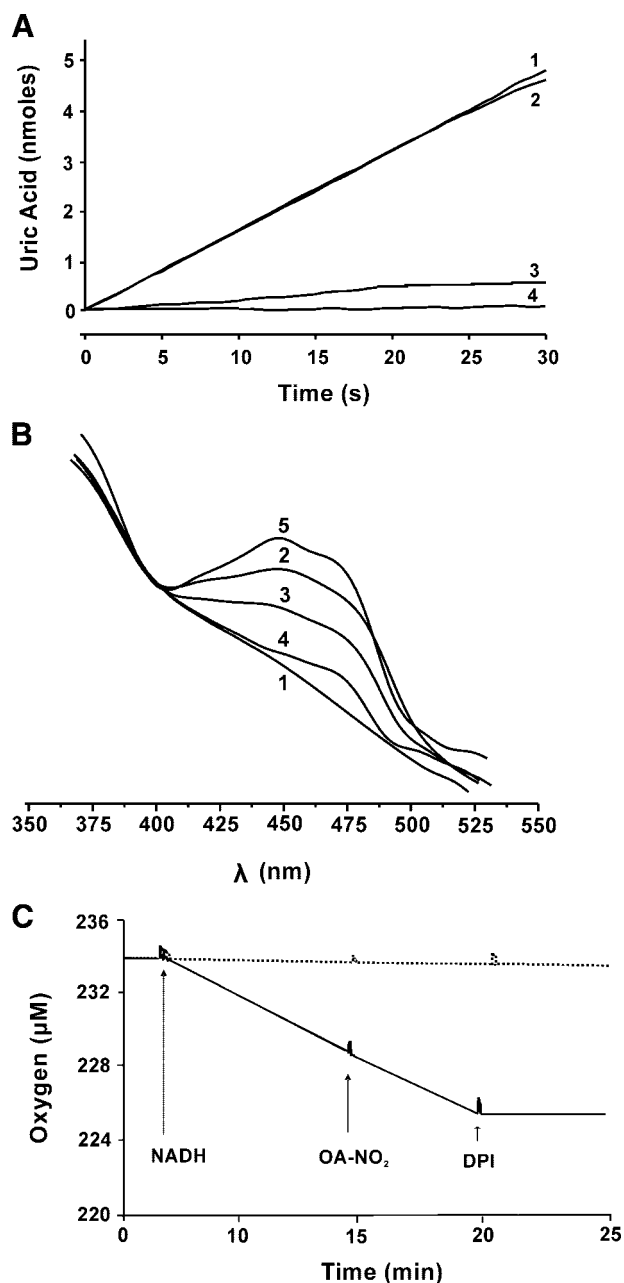 A
Uric Acid (nmoles)
5
4
3
2
1
0
1
2
3
4
0 5 10 15 20 25 30
Time (s)
B
5
2
3
4
1
350 375 400 425 450 475 500 525 550
λ (nm)
C
Oxygen (µM)
236
232
228
224
220
NADH
OA-NO₂
DPI
0 10 15 20 25
Time (min)